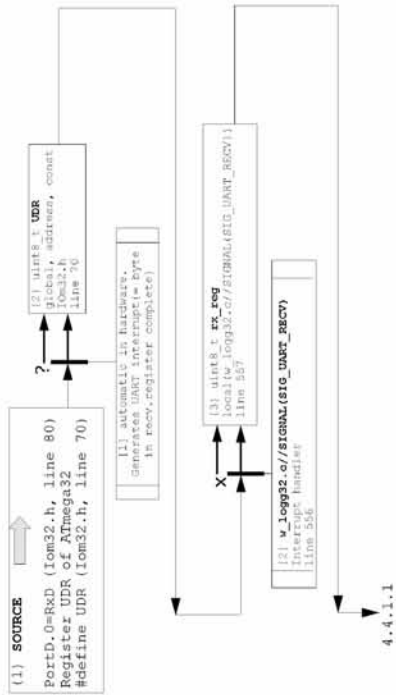 (1) SOURCE
PortD.0=RxD (Iom32.h, line 80)
Register UDR of ATmega32
#define UDR (Iom32.h, line 70)
?
[2] uint8_t UDR
global, address, const
IOm32.h
line 70
[1] automatic in hardware.
Generates UART interrupt(= byte
in recv.register complete)
X
[3] uint8_t rx_reg
local(w_logg32.c//SIGNAL(SIG_UART_RECV))
line 557
[2] w_logg32.c//SIGNAL(SIG_UART_RECV)
Interrupt handler
line 556
4.4.1.1